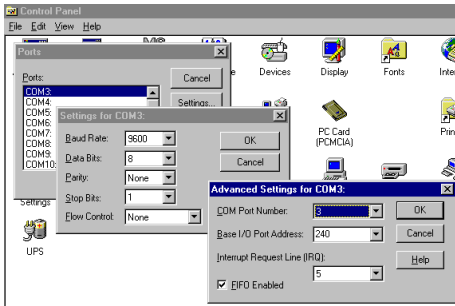 Control Panel
File Edit View Help
Ports
Ports:
COM3:
COM4:
COM5:
COM6:
COM7:
COM8:
COM9:
COM10:
Cancel
Settings...
Devices
Display
Fonts
PC Card
(PCMCIA)
Settings
UPS
Settings for COM3:
Baud Rate: 9600
Data Bits: 8
Parity: None
Stop Bits: 1
Flow Control: None
OK
Cancel
Advanced Settings for COM3:
COM Port Number: 3
Base I/O Port Address: 240
Interrupt Request Line (IRQ):
5
FIFO Enabled
OK
Cancel
Help